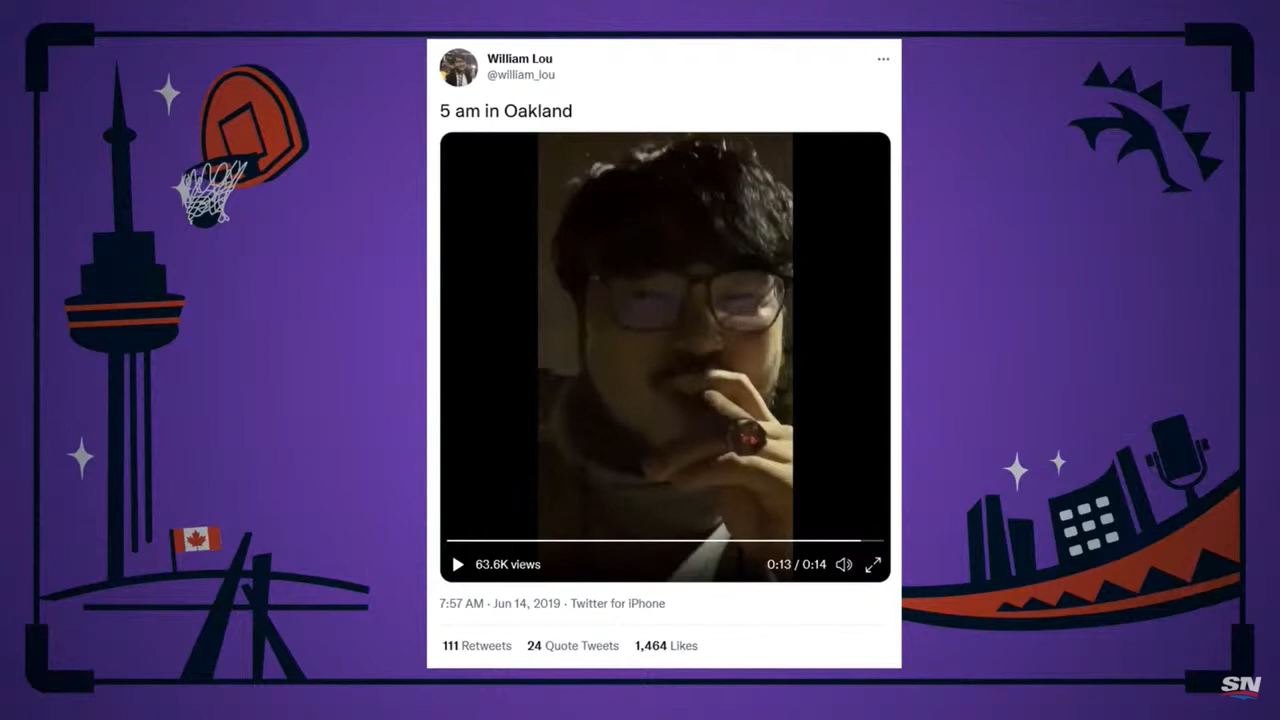 William Lou
@william_lou
5 am in Oakland
63.6K views
0:13 / 0:14
7:57 AM · Jun 14, 2019 · Twitter for iPhone
111 Retweets 24 Quote Tweets 1,464 Likes
SN